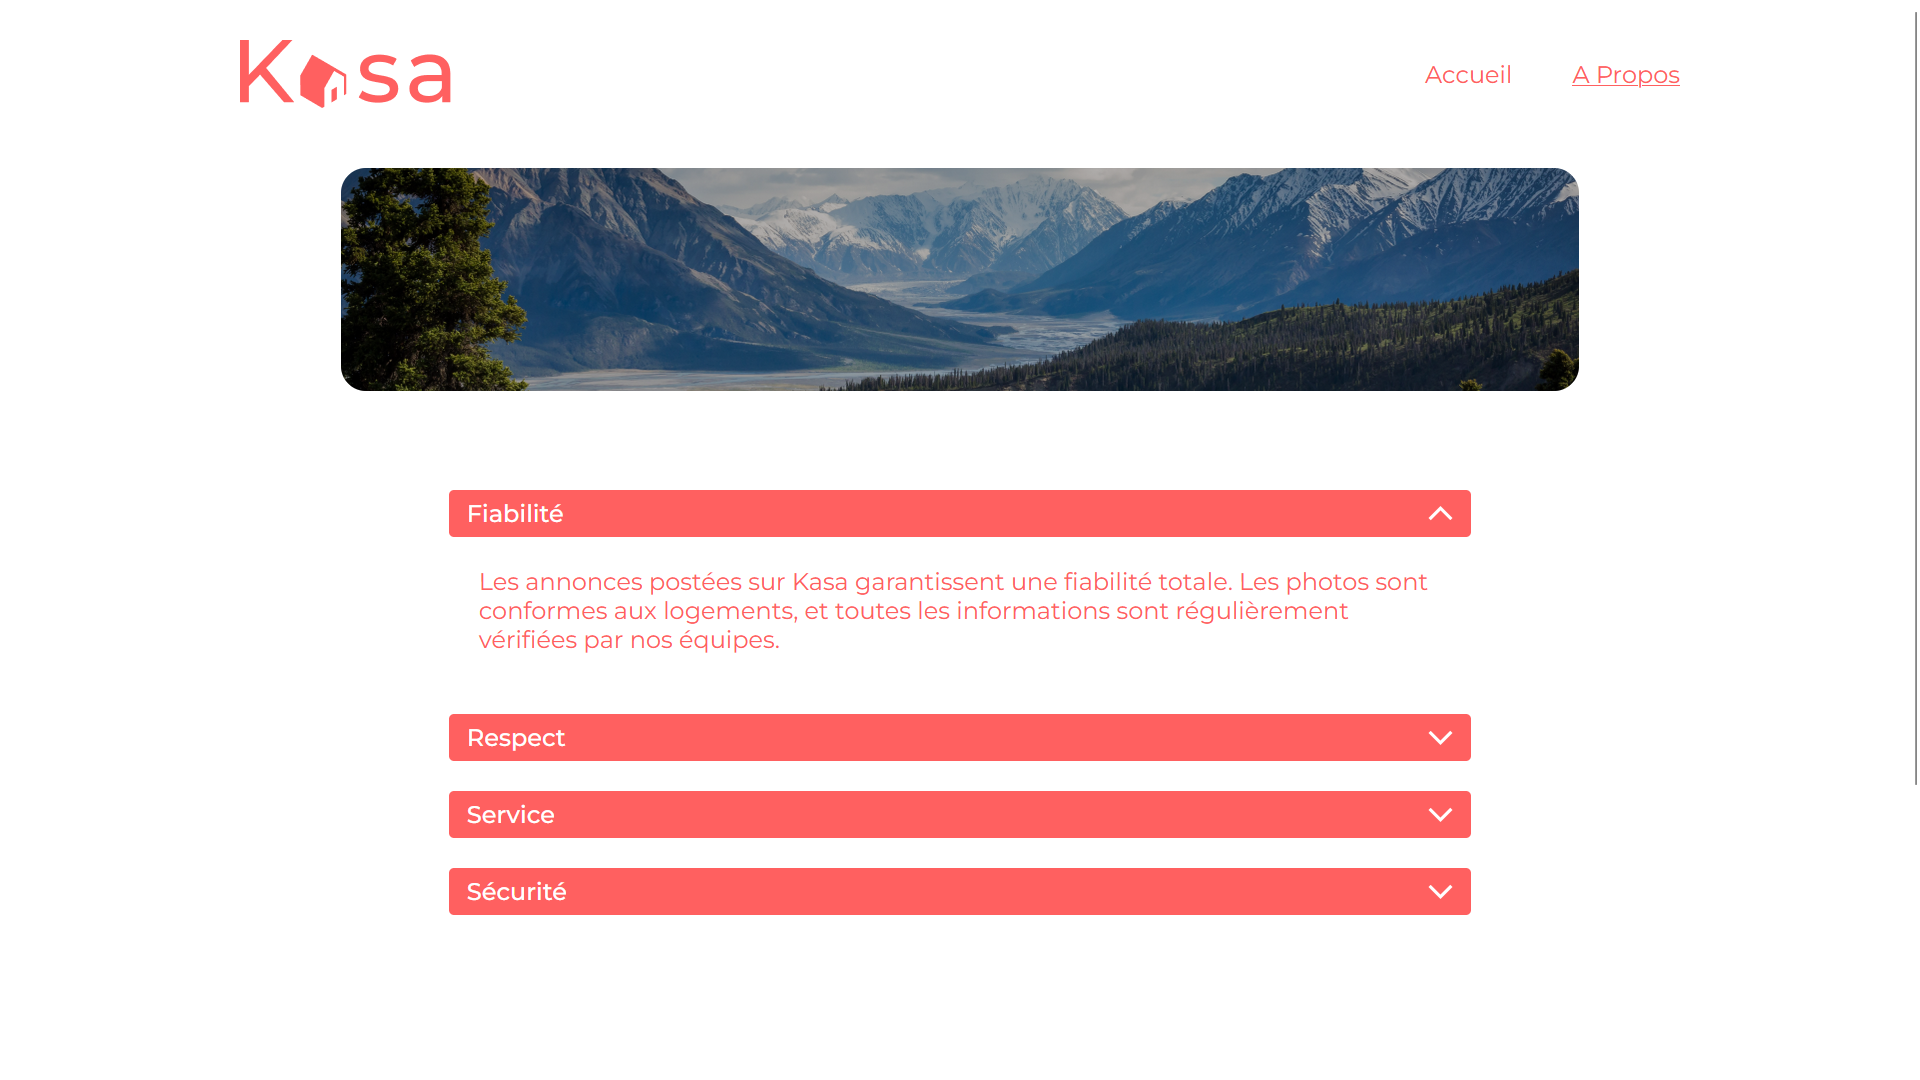 Kasa
Accueil
A Propos
Fiabilité
Les annonces postées sur Kasa garantissent une fiabilité totale. Les photos sont
conformes aux logements, et toutes les informations sont régulièrement
vérifiées par nos équipes.
Respect
Service
Sécurité